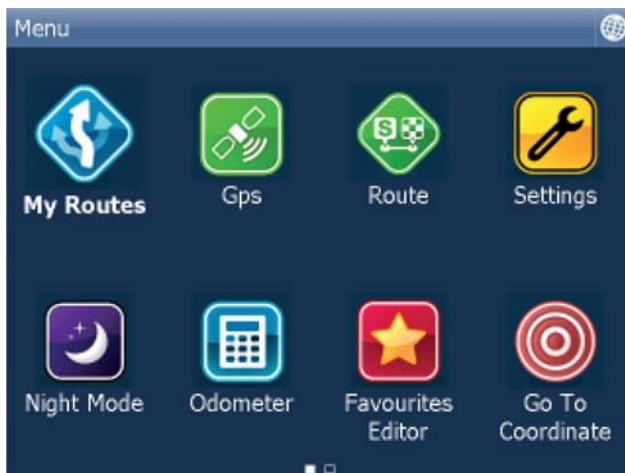 Menu
My Routes
Gps
S
Route
Settings
Night Mode
Odometer
Favourites
Editor
Go To
Coordinate